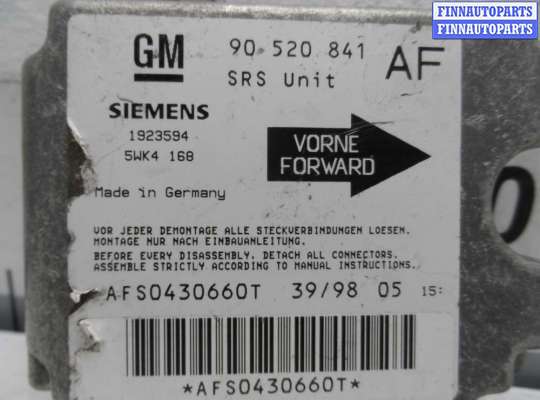 FINNAUTOPARTS
FINNAUTOPARTS
GM
90 520 841
AF
SRS Unit
SIEMENS
1923594
5WK4 168
VORNE
FORWARD
Made in Germany
VOR JEDER DEMONTAGE ALLE STECKVERBINDUNGEN LOESEN.
MONTAGE NUR NACH EINBAUANLEITUNG.
BEFORE EVERY DISASSEMBLY, DETACH ALL CONNECTORS.
ASSEMBLE STRICTLY ACCORDING TO MANUAL INSTRUCTIONS.
AFS0430660T 39/98 05 15:
*AFS0430660T*